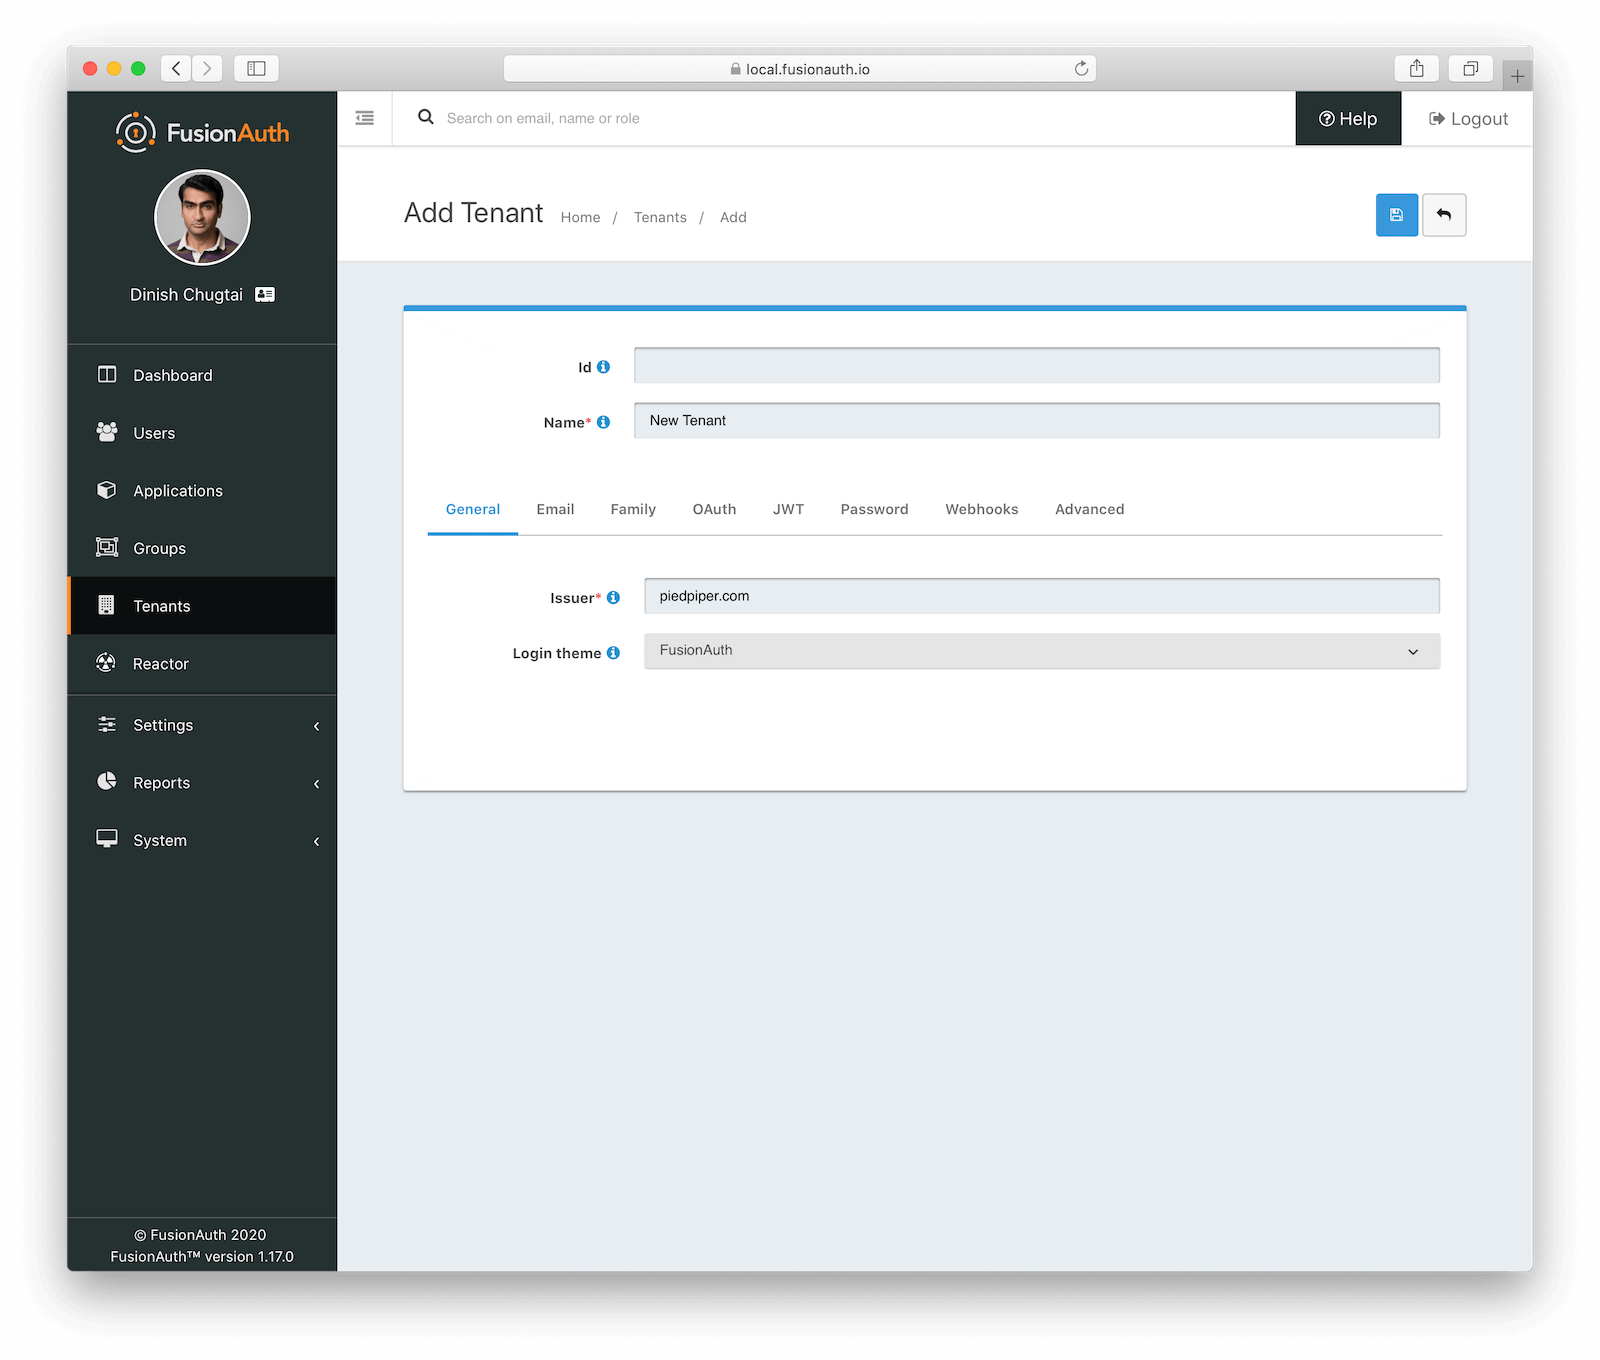 local.fusionauth.io
FusionAuth
Dinish Chugtai
Dashboard
Users
Applications
Groups
Tenants
Reactor
Settings
Reports
System
© FusionAuth 2020
FusionAuth™ version 1.17.0
Search on email, name or role
Help
Logout
Add Tenant Home / Tenants / Add
Id
Name* New Tenant
General Email Family OAuth JWT Password Webhooks Advanced
Issuer* piedpiper.com
Login theme FusionAuth